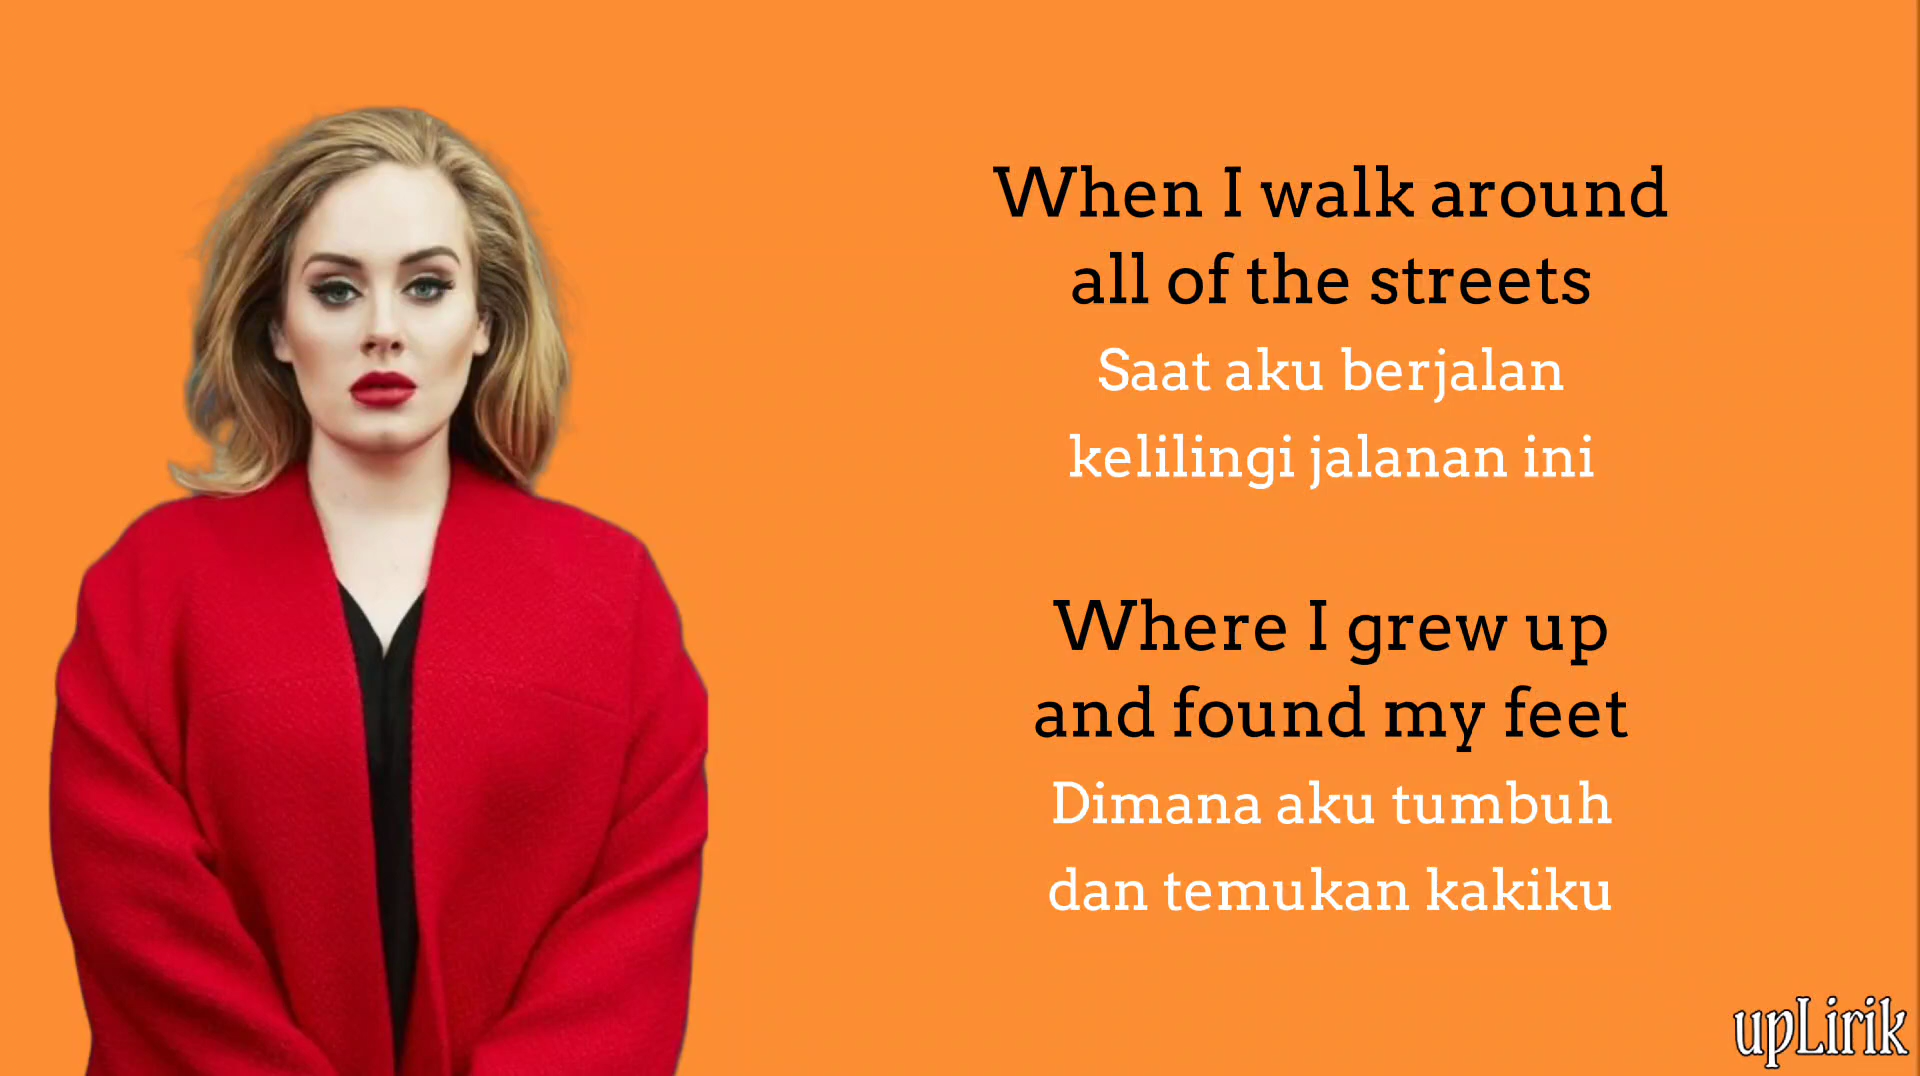 When I walk around
all of the streets
Saat aku berjalan
kelilingi jalanan ini
Where I grew up
and found my feet
Dimana aku tumbuh
dan temukan kakiku
upLirik